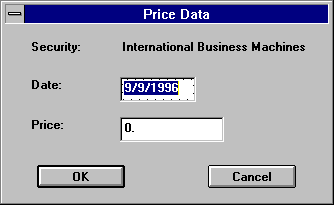 Price Data
Security: International Business Machines
Date: 9/9/1996
Price: 0.
OK Cancel